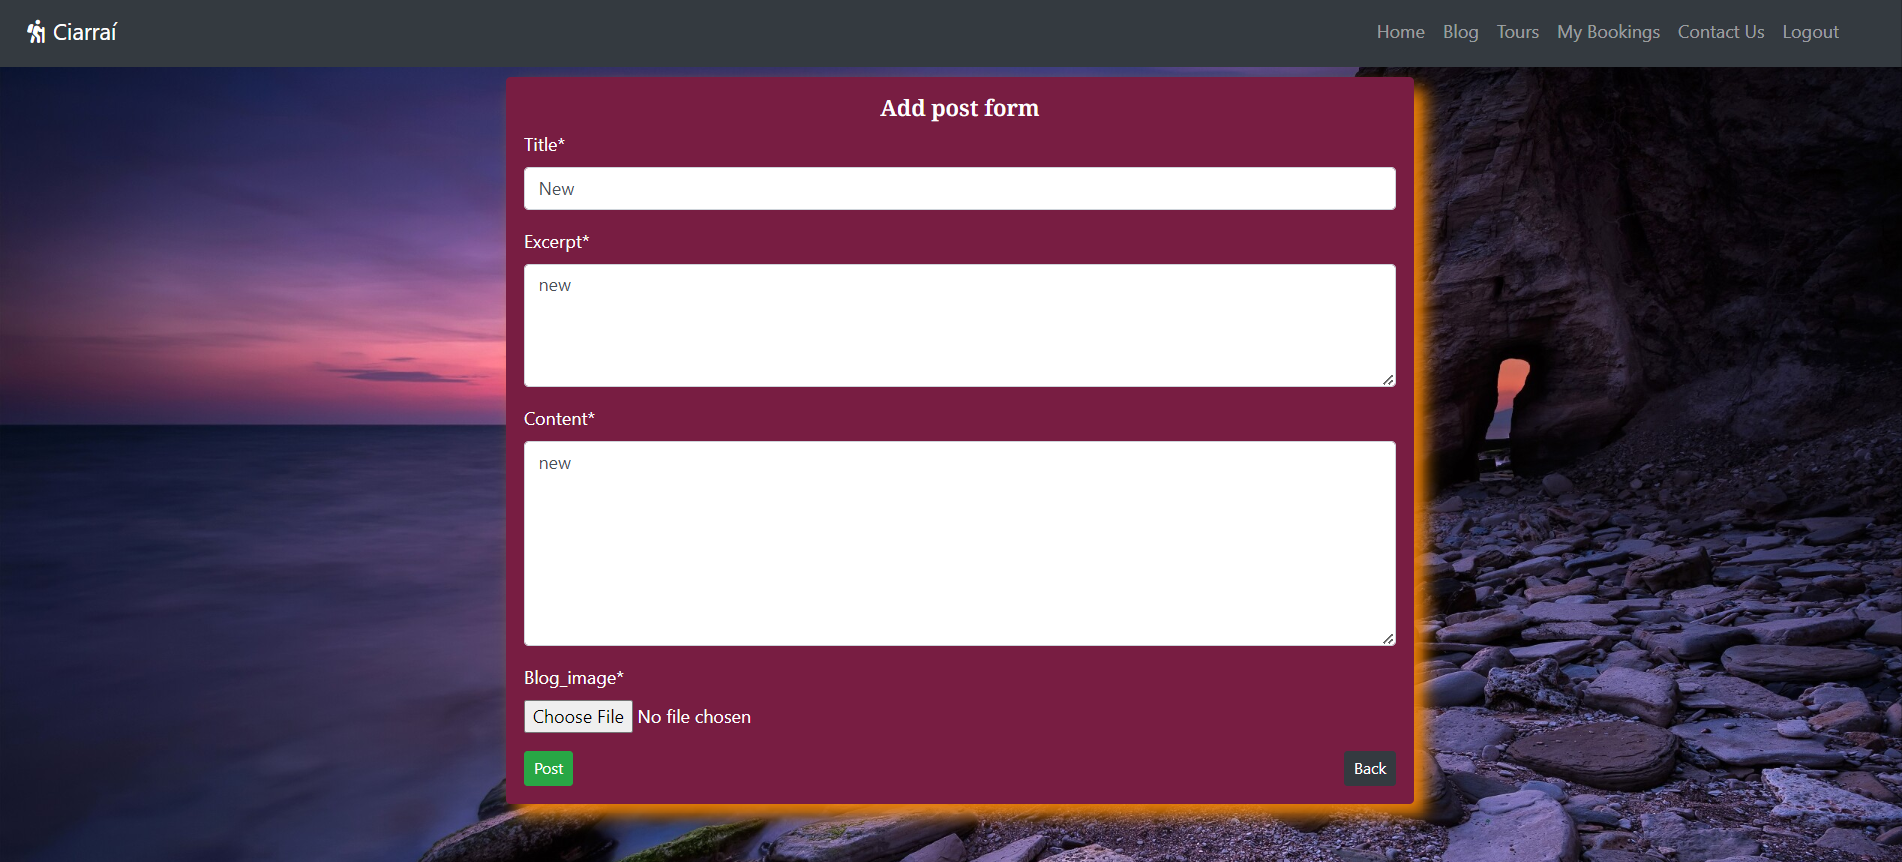 Ciarraí
Home Blog Tours My Bookings Contact Us Logout
Add post form
Title*
New
Excerpt*
new
Content*
new
Blog_image*
Choose File No file chosen
Post Back